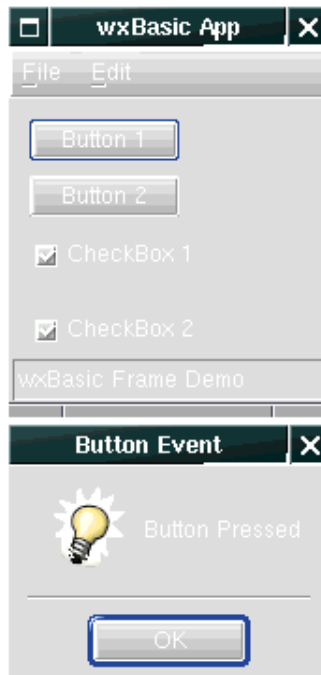 wxBasic App
File Edit
Button 1
Button 2
CheckBox 1
CheckBox 2
wxBasic Frame Demo
Button Event
Button Pressed
OK